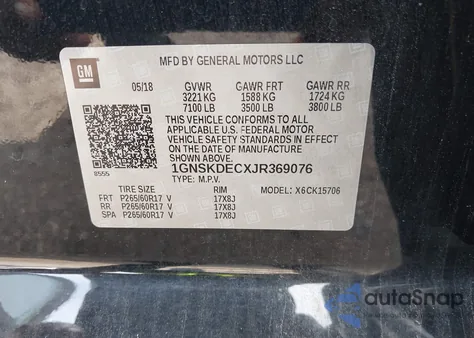 GM
MFD BY GENERAL MOTORS LLC
05/18 GVWR GAWR FRT GAWR RR
3221 KG 1588 KG 1724 KG
7100 LB 3500 LB 3800 LB
THIS VEHICLE CONFORMS TO ALL
APPLICABLE U.S. FEDERAL MOTOR
VEHICLE SAFETY STANDARDS IN EFFECT
ON THE DATE OF MANUFACTURE
SHOWN ABOVE.
8555 1GNSKDECXJR369076
TYPE: M.P.V. MODEL: X6CK15706
TIRE SIZE RIM
FRT P265/60R17 V 17X8J
RR P265/60R17 V 17X8J
SPA P265/60R17 V 17X8J
autoSnap